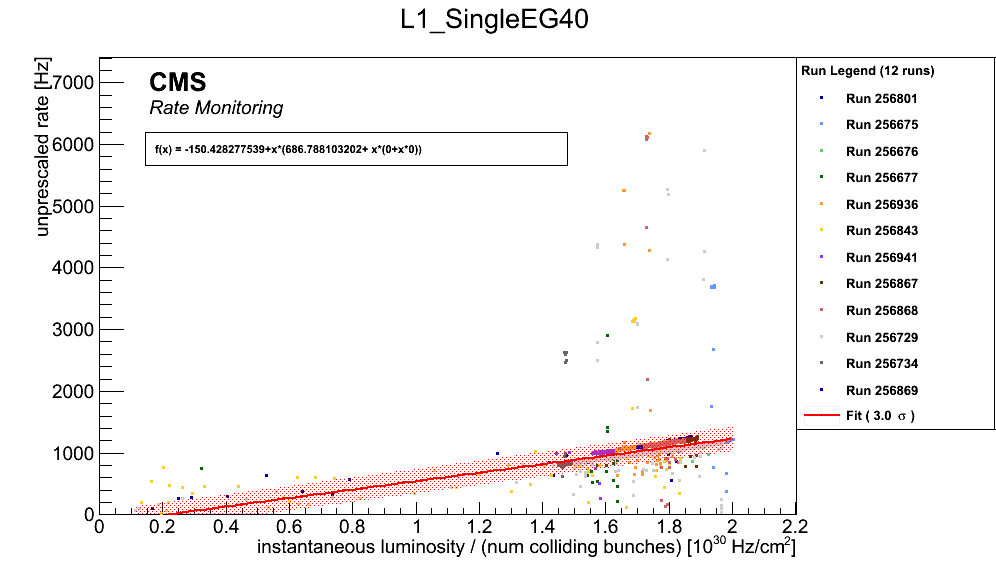 L1_SingleEG40
unprescaled rate [Hz]
CMS
Rate Monitoring
f(x) = -150.428277539+x*(686.788103202+ x*(0+x*0))
7000
6000
5000
4000
3000
2000
1000
0
0 0.2 0.4 0.6 0.8 1 1.2 1.4 1.6 1.8 2 2.2
instantaneous luminosity / (num colliding bunches) [10³⁰ Hz/cm²]
Run Legend (12 runs)
Run 256801
Run 256675
Run 256676
Run 256677
Run 256936
Run 256843
Run 256941
Run 256867
Run 256868
Run 256729
Run 256734
Run 256869
Fit ( 3.0 σ )